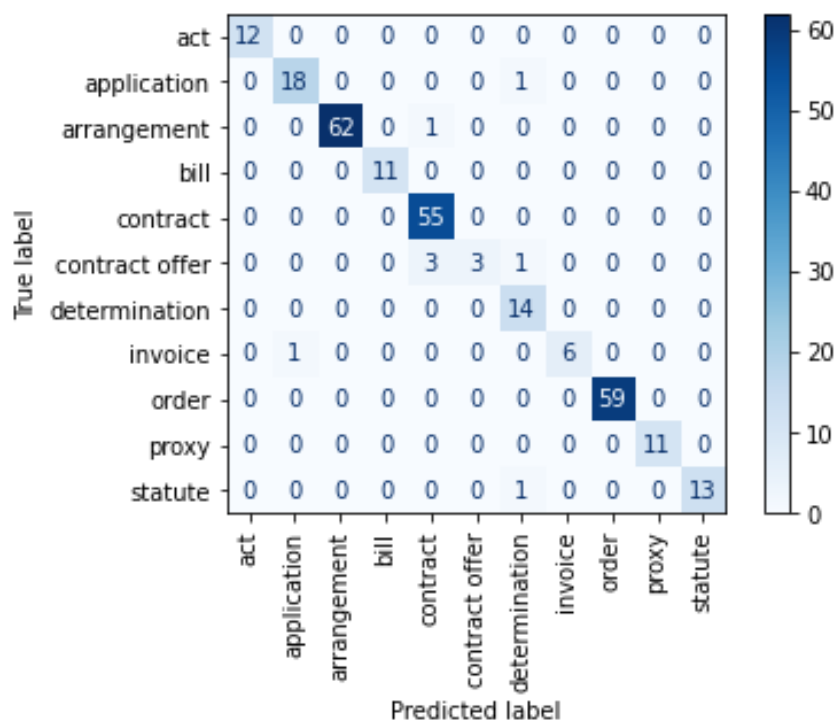 act 12 0 0 0 0 0 0 0 0 0 0
application 0 18 0 0 0 0 1 0 0 0 0
arrangement 0 0 62 0 1 0 0 0 0 0 0
bill 0 0 0 11 0 0 0 0 0 0 0
contract 0 0 0 0 55 0 0 0 0 0 0
contract offer 0 0 0 0 3 3 1 0 0 0 0
determination 0 0 0 0 0 0 14 0 0 0 0
invoice 0 1 0 0 0 0 0 6 0 0 0
order 0 0 0 0 0 0 0 0 59 0 0
proxy 0 0 0 0 0 0 0 0 0 11 0
statute 0 0 0 0 0 0 1 0 0 0 13
True label
act
application
arrangement
bill
contract
contract offer
determination
invoice
order
proxy
statute
Predicted label
60
50
40
30
20
10
0